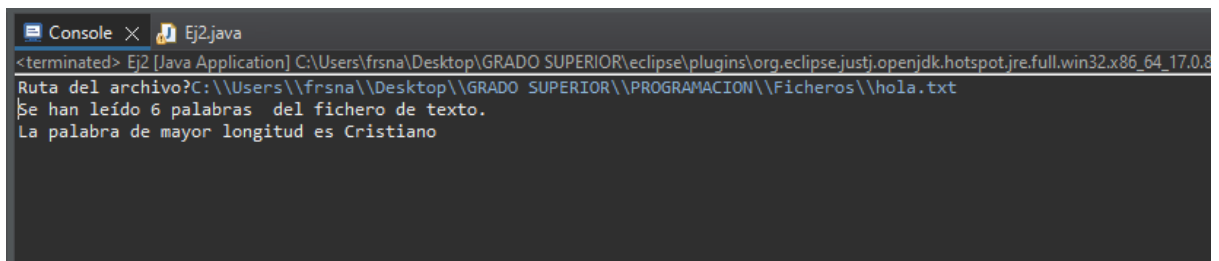 Console Ej2.java
<terminated> Ej2 [Java Application] C:\Users\frsna\Desktop\GRADO SUPERIOR\eclipse\plugins\org.eclipse.justj.openjdk.hotspot.jre.full.win32.x86_64_17.0.8
Ruta del archivo?C:\\Users\\frsna\\Desktop\\GRADO SUPERIOR\\PROGRAMACION\\Ficheros\\hola.txt
Se han leído 6 palabras  del fichero de texto.
La palabra de mayor longitud es Cristiano